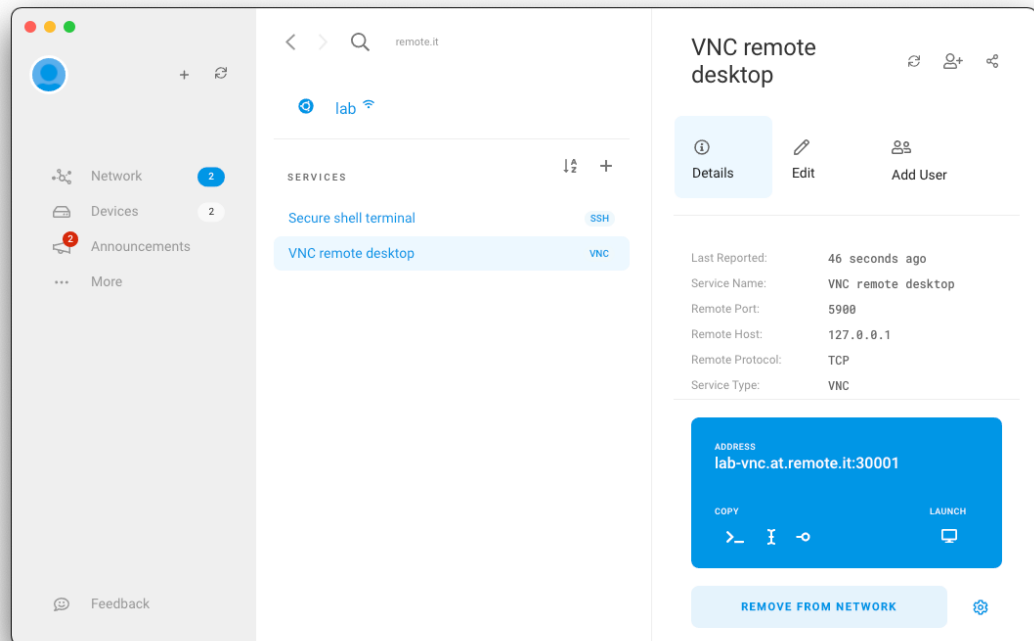 Network
2
Devices
2
2
Announcements
More
Feedback
remote.it
lab
SERVICES
Secure shell terminal
SSH
VNC remote desktop
VNC
VNC remote
desktop
Details
Edit
Add User
Last Reported: 46 seconds ago
Service Name: VNC remote desktop
Remote Port: 5900
Remote Host: 127.0.0.1
Remote Protocol: TCP
Service Type: VNC
ADDRESS
lab-vnc.at.remote.it:30001
COPY
LAUNCH
REMOVE FROM NETWORK